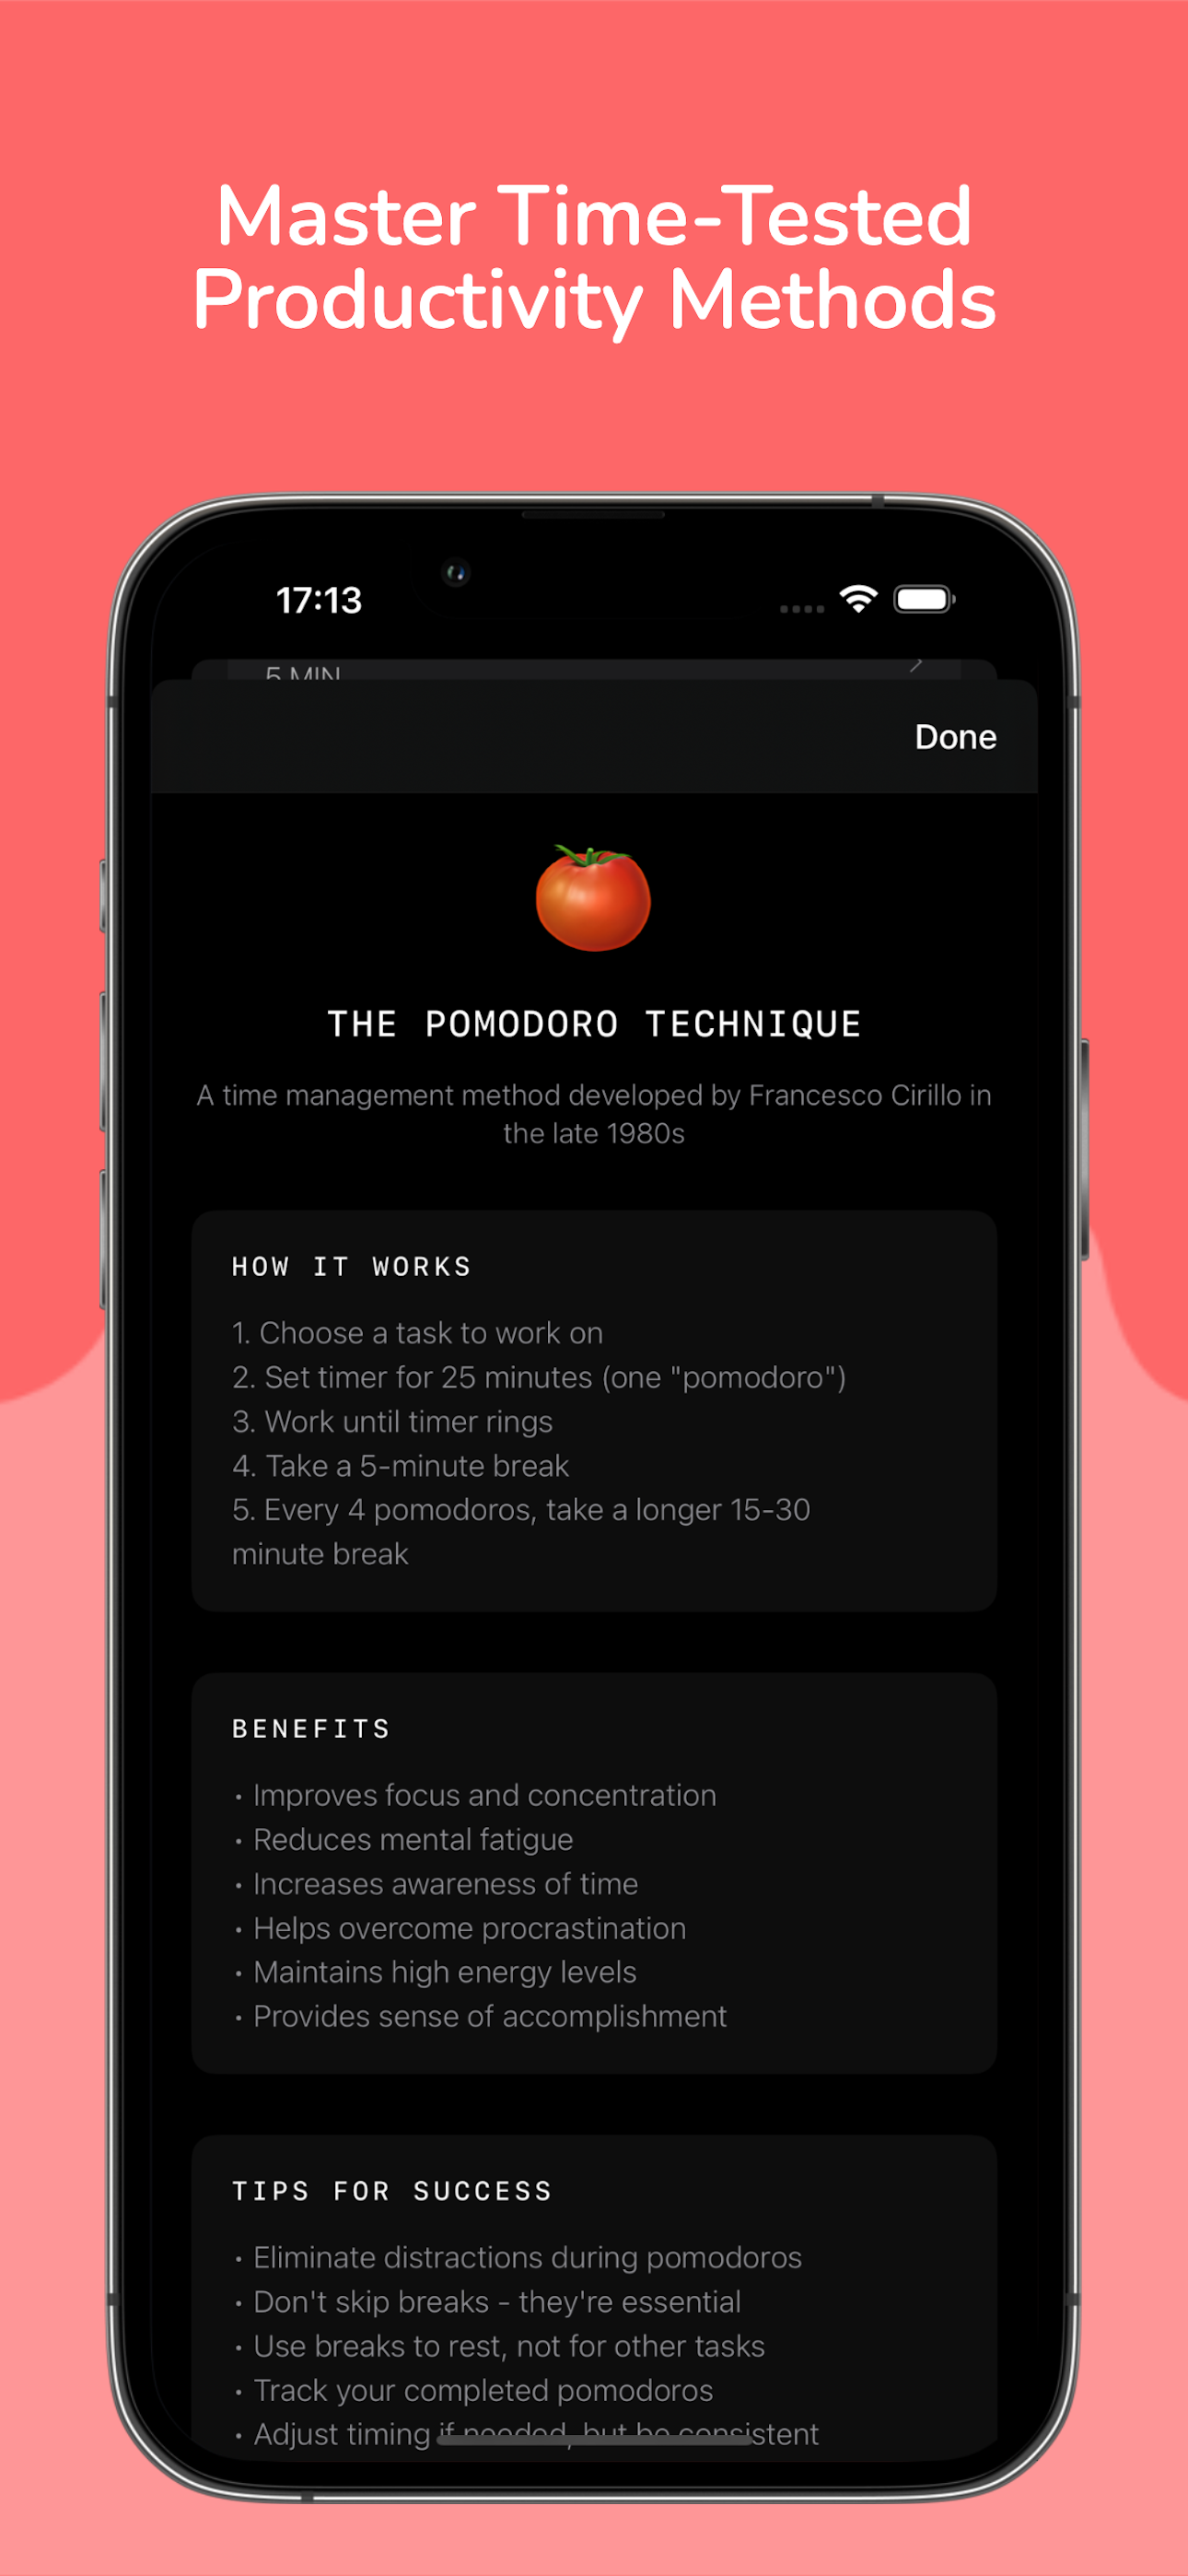 Master Time-Tested
Productivity Methods
17:13
5 MIN
Done
THE POMODORO TECHNIQUE
A time management method developed by Francesco Cirillo in
the late 1980s
HOW IT WORKS
1. Choose a task to work on
2. Set timer for 25 minutes (one "pomodoro")
3. Work until timer rings
4. Take a 5-minute break
5. Every 4 pomodoros, take a longer 15-30
minute break
BENEFITS
• Improves focus and concentration
• Reduces mental fatigue
• Increases awareness of time
• Helps overcome procrastination
• Maintains high energy levels
• Provides sense of accomplishment
TIPS FOR SUCCESS
• Eliminate distractions during pomodoros
• Don't skip breaks - they're essential
• Use breaks to rest, not for other tasks
• Track your completed pomodoros
• Adjust timing if needed, but be consistent